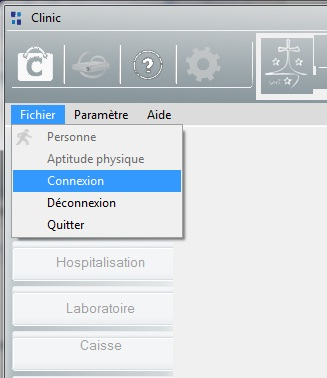 Clinic
C
?
Fichier Paramètre Aide
Personne
Aptitude physique
Connexion
Déconnexion
Quitter
Hospitalisation
Laboratoire
Caisse